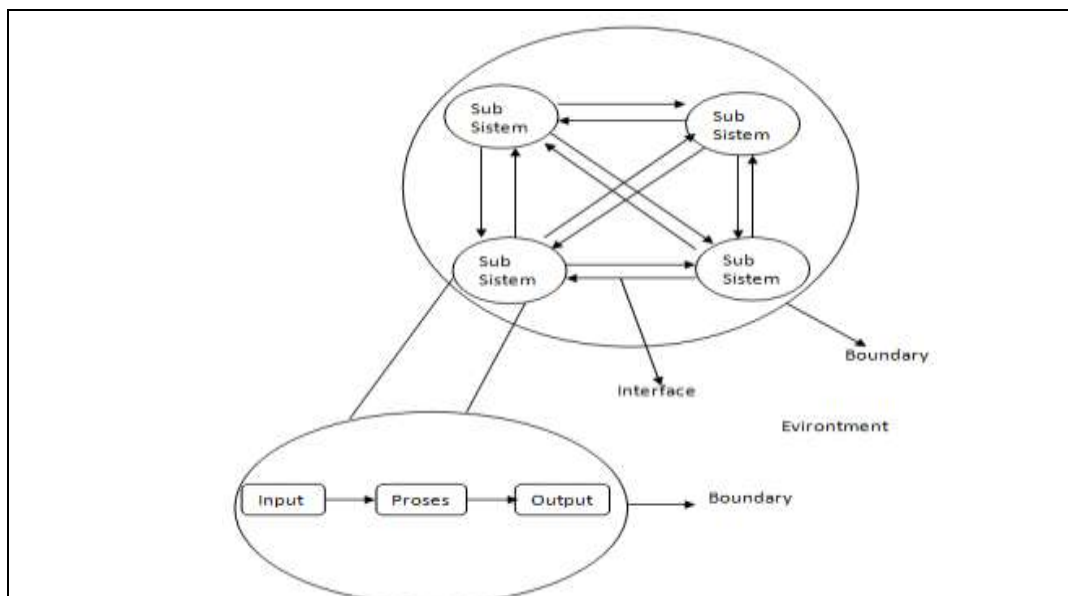 Sub
Sistem
Sub
Sistem
Sub
Sistem
Sub
Sistem
Boundary
Interface
Evirontment
Input
Proses
Output
Boundary